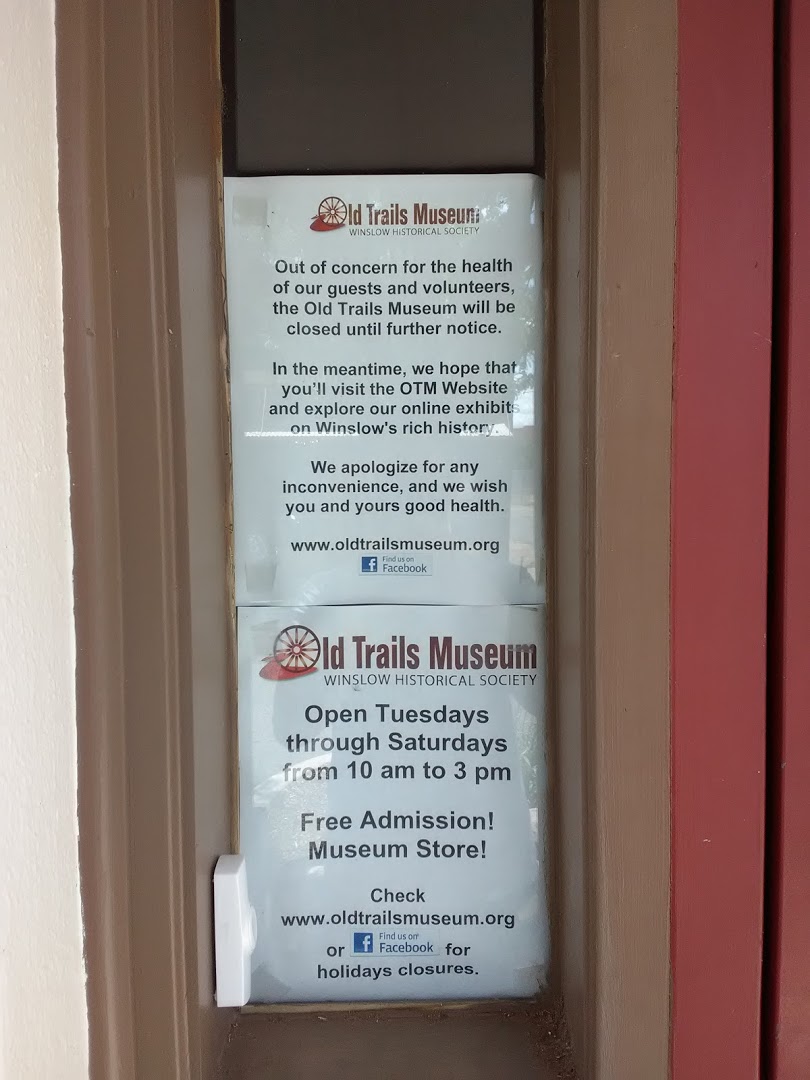 Old Trails Museum
WINSLOW HISTORICAL SOCIETY
Out of concern for the health
of our guests and volunteers,
the Old Trails Museum will be
closed until further notice.
In the meantime, we hope that
you'll visit the OTM Website
and explore our online exhibits
on Winslow's rich history.
We apologize for any
inconvenience, and we wish
you and yours good health.
www.oldtrailsmuseum.org
Find us on
Facebook
Old Trails Museum
WINSLOW HISTORICAL SOCIETY
Open Tuesdays
through Saturdays
from 10 am to 3 pm
Free Admission!
Museum Store!
Check
www.oldtrailsmuseum.org
or Find us on Facebook for
holidays closures.